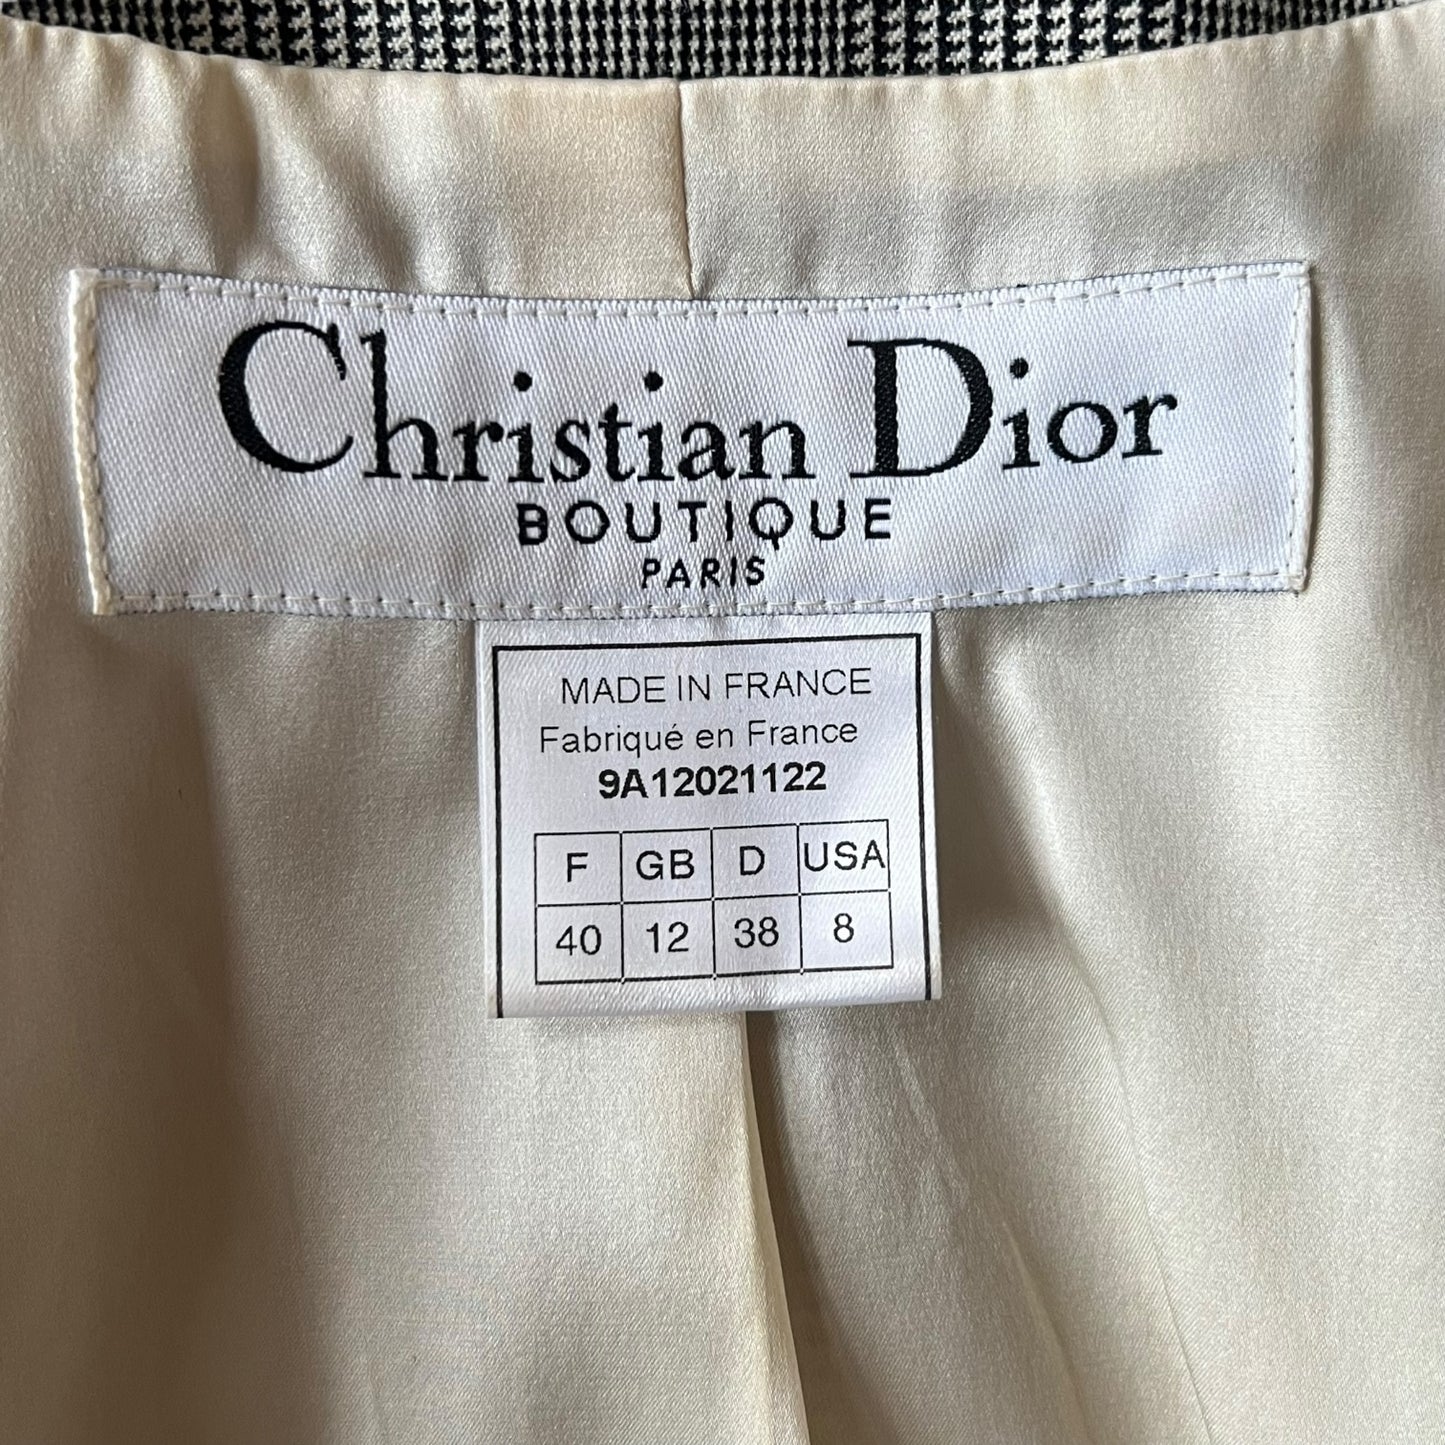 Christian Dior
BOUTIQUE
PARIS
MADE IN FRANCE
Fabriqué en France
9A12021122
F GB D USA
40 12 38 8